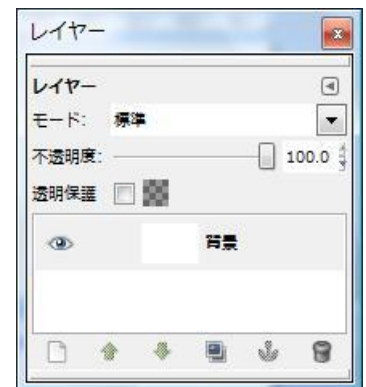 レイヤー
レイヤー
モード: 標準
不透明度: 100.0
透明保護
背景